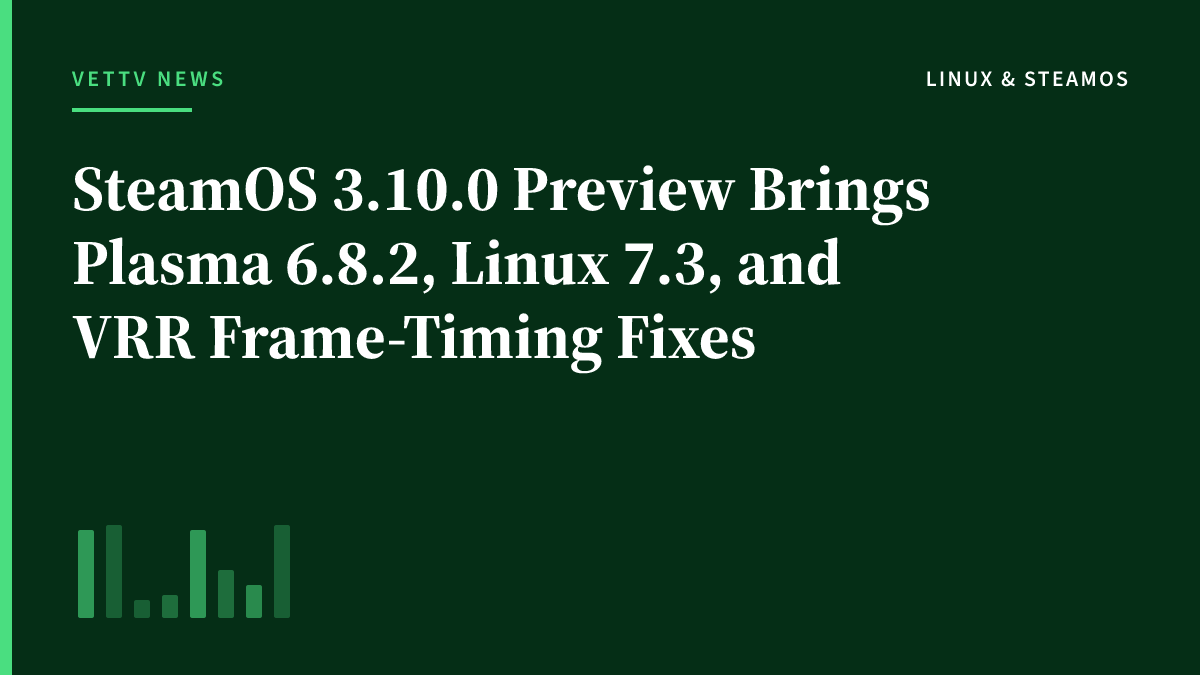 VETTV NEWS
LINUX & STEAMOS
SteamOS 3.10.0 Preview Brings
Plasma 6.8.2, Linux 7.3, and
VRR Frame-Timing Fixes